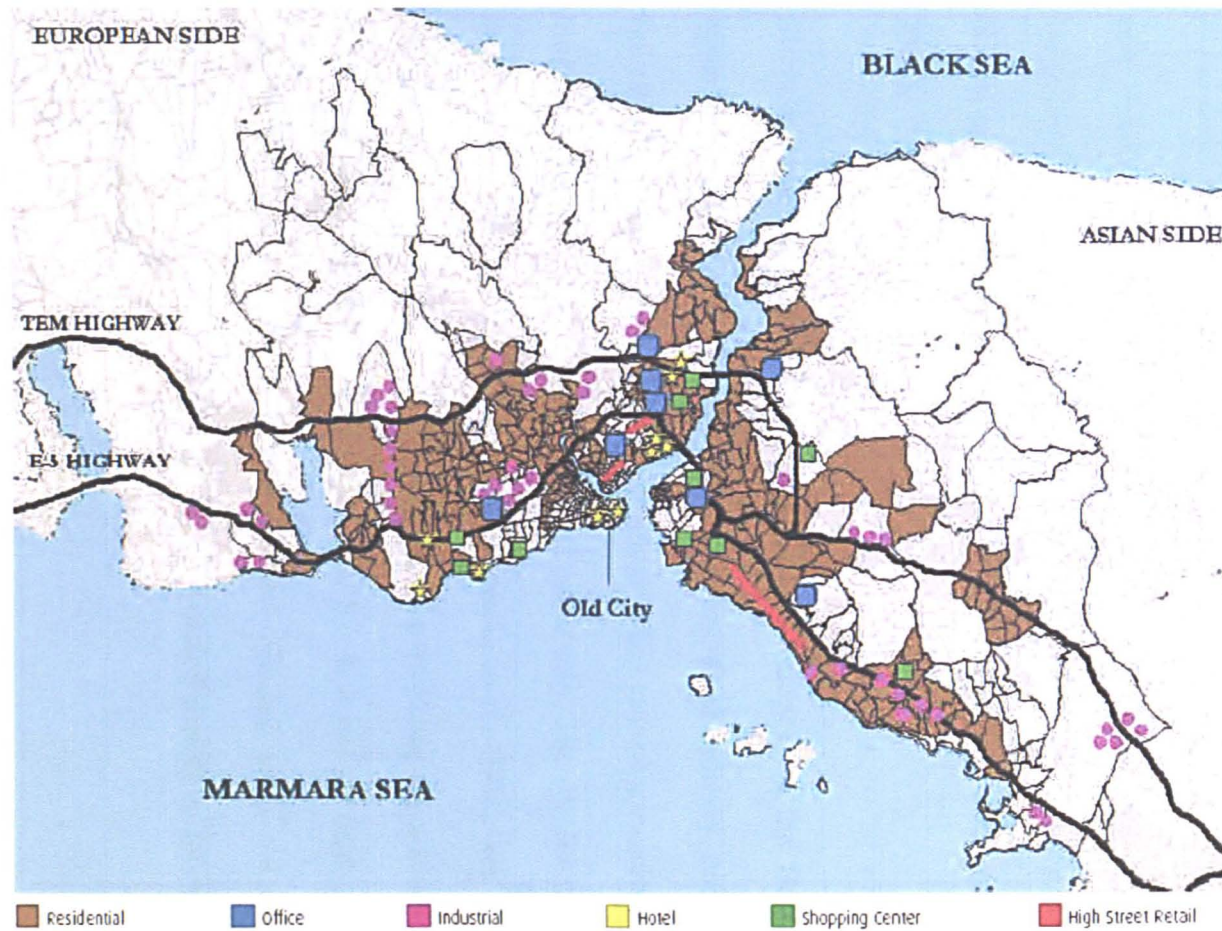 EUROPEAN SIDE
BLACK SEA
ASIAN SIDE
TEM HIGHWAY
E-5 HIGHWAY
Old City
MARMARA SEA
Residential
Office
Industrial
Hotel
Shopping Center
High Street Retail